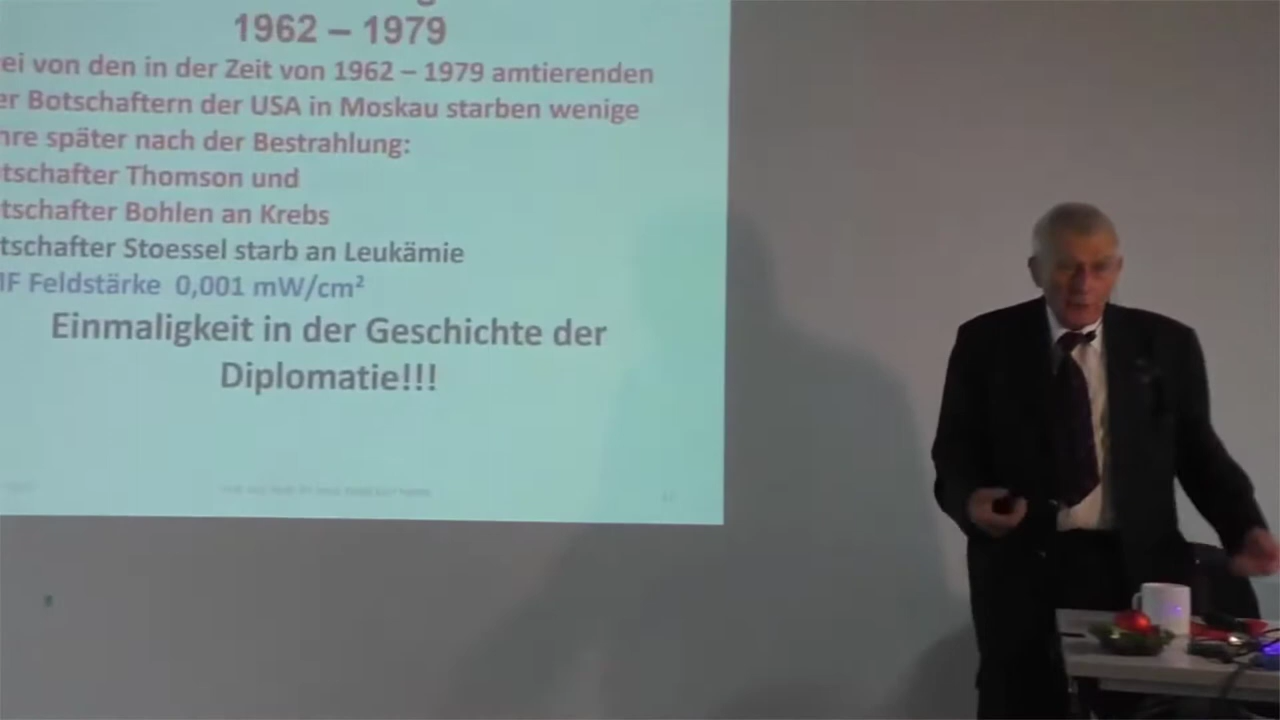 1962 – 1979
ei von den in der Zeit von 1962 – 1979 amtierenden
er Botschaftern der USA in Moskau starben wenige
hre später nach der Bestrahlung:
tschafter Thomson und
tschafter Bohlen an Krebs
tschafter Stoessel starb an Leukämie
MF Feldstärke 0,001 mW/cm²
Einmaligkeit in der Geschichte der
Diplomatie!!!